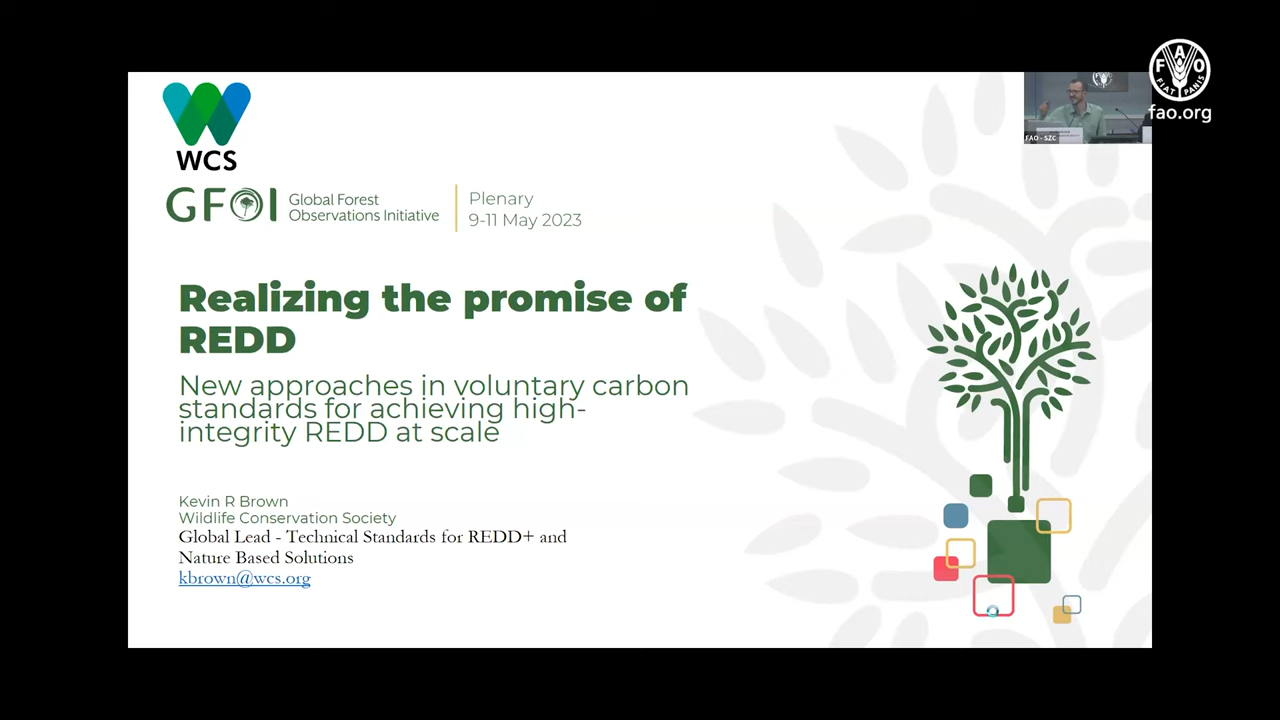 WCS
GFOI
Global Forest
Observations Initiative
Plenary
9-11 May 2023
Realizing the promise of
REDD
New approaches in voluntary carbon
standards for achieving high-
integrity REDD at scale
Kevin R Brown
Wildlife Conservation Society
Global Lead - Technical Standards for REDD+ and
Nature Based Solutions
kbrown@wcs.org
FAO - SZC
F A O
FIAT PANIS
fao.org